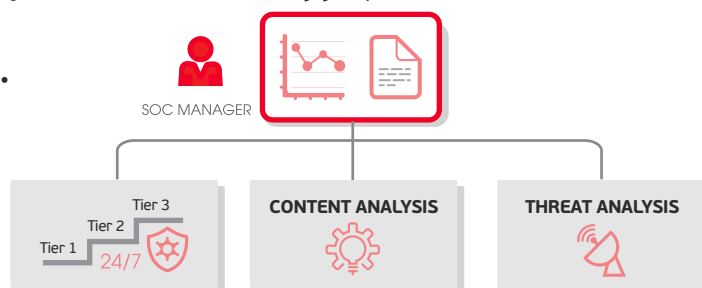 SOC MANAGER
Tier 3
Tier 2
Tier 1
24/7
CONTENT ANALYSIS
THREAT ANALYSIS